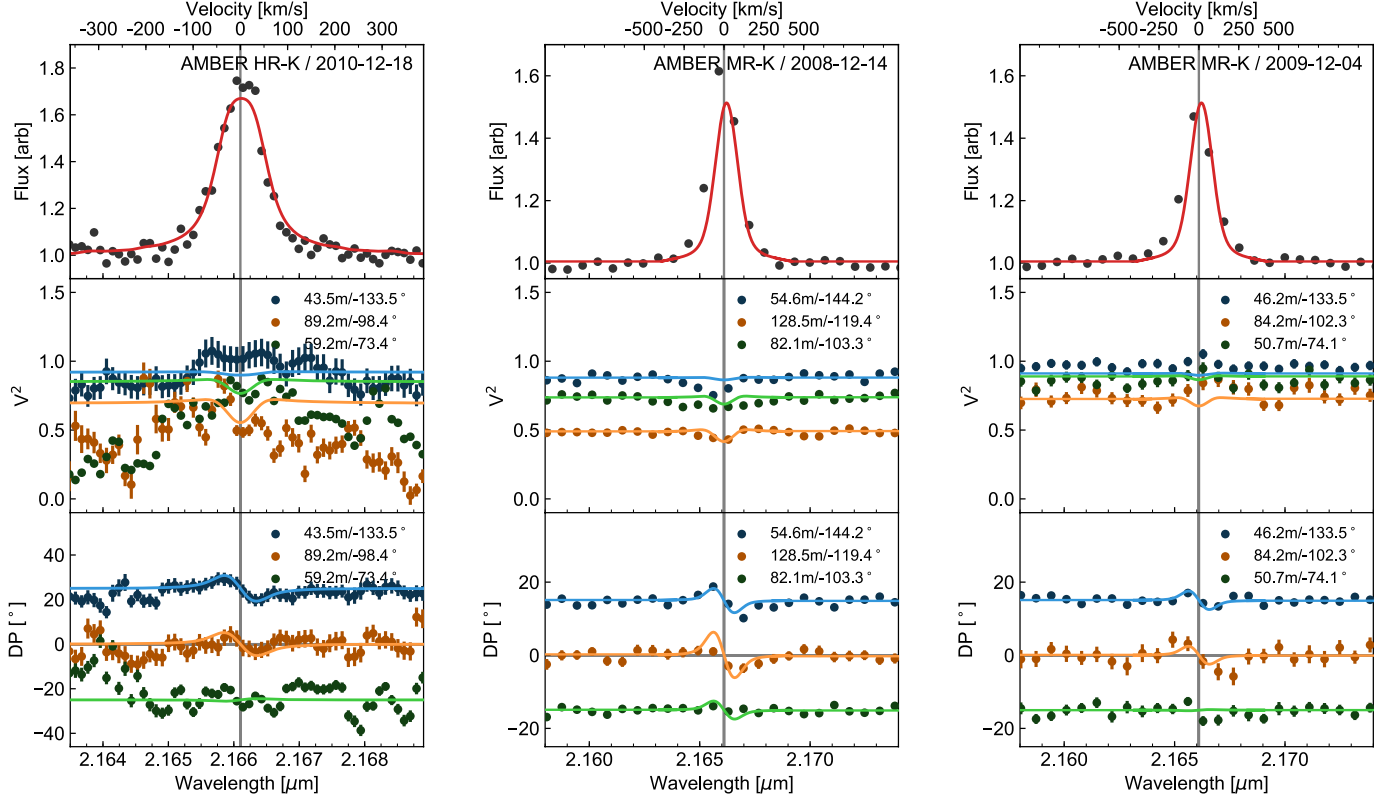 Velocity [km/s]
-300 -200 -100 0 100 200 300
AMBER HR-K / 2010-12-18
Flux [arb]
1.8
1.6
1.4
1.2
1.0
V²
1.5
1.0
0.5
0.0
43.5m/-133.5°
89.2m/-98.4°
59.2m/-73.4°
DP [°]
40
20
0
−20
−40
43.5m/-133.5°
89.2m/-98.4°
59.2m/-73.4°
2.164 2.165 2.166 2.167 2.168
Wavelength [μm]
Velocity [km/s]
-500 -250 0 250 500
AMBER MR-K / 2008-12-14
Flux [arb]
1.6
1.4
1.2
1.0
V²
1.5
1.0
0.5
0.0
54.6m/-144.2°
128.5m/-119.4°
82.1m/-103.3°
DP [°]
20
0
−20
54.6m/-144.2°
128.5m/-119.4°
82.1m/-103.3°
2.160 2.165 2.170
Wavelength [μm]
Velocity [km/s]
-500 -250 0 250 500
AMBER MR-K / 2009-12-04
Flux [arb]
1.6
1.4
1.2
1.0
V²
1.5
1.0
0.5
0.0
46.2m/-133.5°
84.2m/-102.3°
50.7m/-74.1°
DP [°]
20
0
−20
46.2m/-133.5°
84.2m/-102.3°
50.7m/-74.1°
2.160 2.165 2.170
Wavelength [μm]